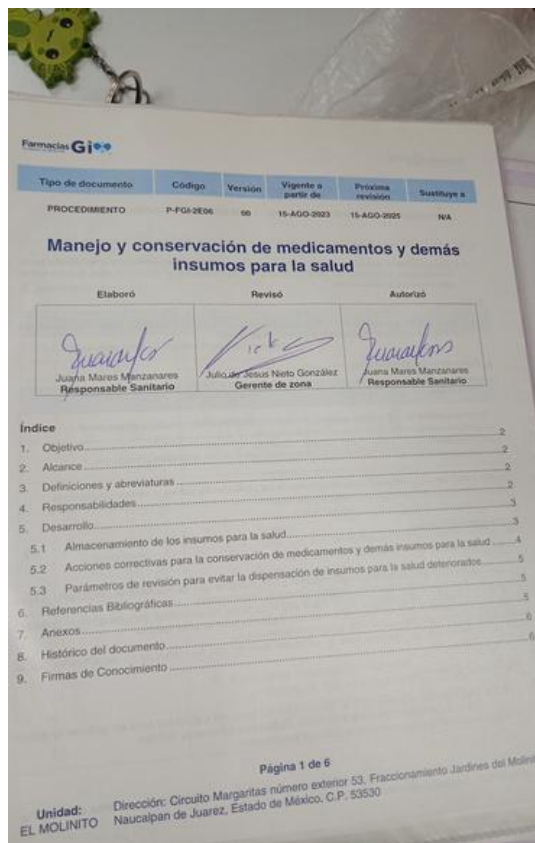 Farmacias Gi
Tipo de documento Código Versión Vigente a partir de Próxima revisión Sustituye a
PROCEDIMIENTO P-FGI-2E06 00 15-AGO-2023 15-AGO-2025 N/A
Manejo y conservación de medicamentos y demás
insumos para la salud
Elaboró Revisó Autorizó
Juana Mares Manzanares Julio de Jesus Nieto González Juana Mares Manzanares
Responsable Sanitario Gerente de zona Responsable Sanitario
Índice
1. Objetivo 2
2. Alcance 2
3. Definiciones y abreviaturas 2
4. Responsabilidades 2
5. Desarrollo 3
5.1 Almacenamiento de los insumos para la salud 3
5.2 Acciones correctivas para la conservación de medicamentos y demás insumos para la salud 4
5.3 Parámetros de revisión para evitar la dispensación de insumos para la salud deteriorados 5
6. Referencias Bibliográficas 5
7. Anexos 5
8. Histórico del documento 6
9. Firmas de Conocimiento 6
Página 1 de 6
Unidad: Dirección: Circuito Margaritas número exterior 53, Fraccionamiento Jardines del Molini
EL MOLINITO Naucalpan de Juarez, Estado de México, C.P. 53530